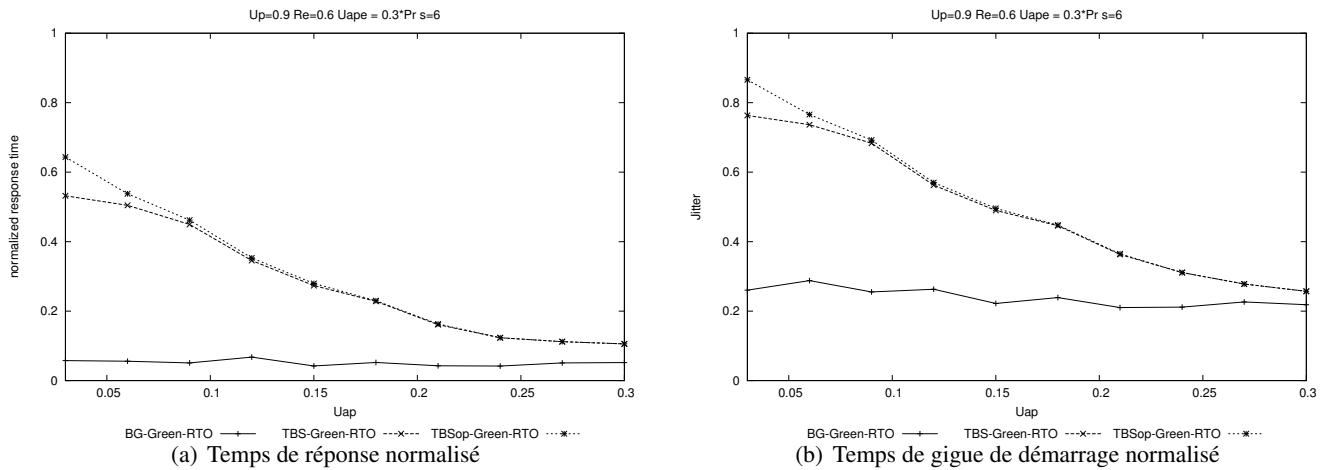 Up=0.9 Re=0.6 Uape = 0.3*Pr s=6
1
0.8
0.6
0.4
0.2
0
normalized response time
0.05 0.1 0.15 0.2 0.25 0.3
Uap
BG-Green-RTO TBS-Green-RTO TBSop-Green-RTO
(a) Temps de réponse normalisé
Up=0.9 Re=0.6 Uape = 0.3*Pr s=6
1
0.8
0.6
0.4
0.2
0
Jitter
0.05 0.1 0.15 0.2 0.25 0.3
Uap
BG-Green-RTO TBS-Green-RTO TBSop-Green-RTO
(b) Temps de gigue de démarrage normalisé